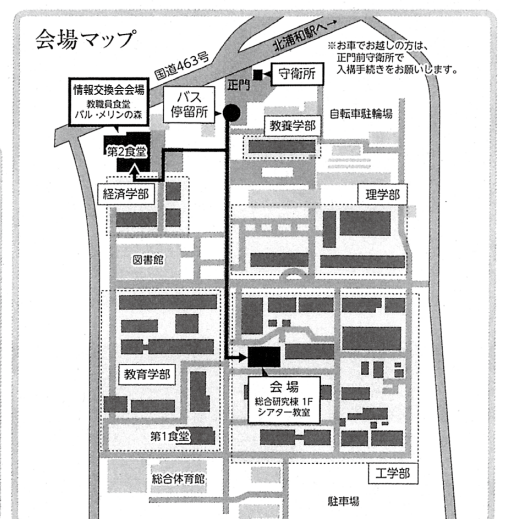 会場マップ
国道463号
北浦和駅へ→
※お車でお越しの方は、
正門前守衛所で
入構手続きをお願いします。
正門
守衛所
情報交換会会場
教職員食堂
パル・メリンの森
バス
停留所
教養学部
自転車駐輪場
第2食堂
経済学部
理学部
図書館
教育学部
会場
総合研究棟 1F
シアター教室
第1食堂
総合体育館
工学部
駐車場